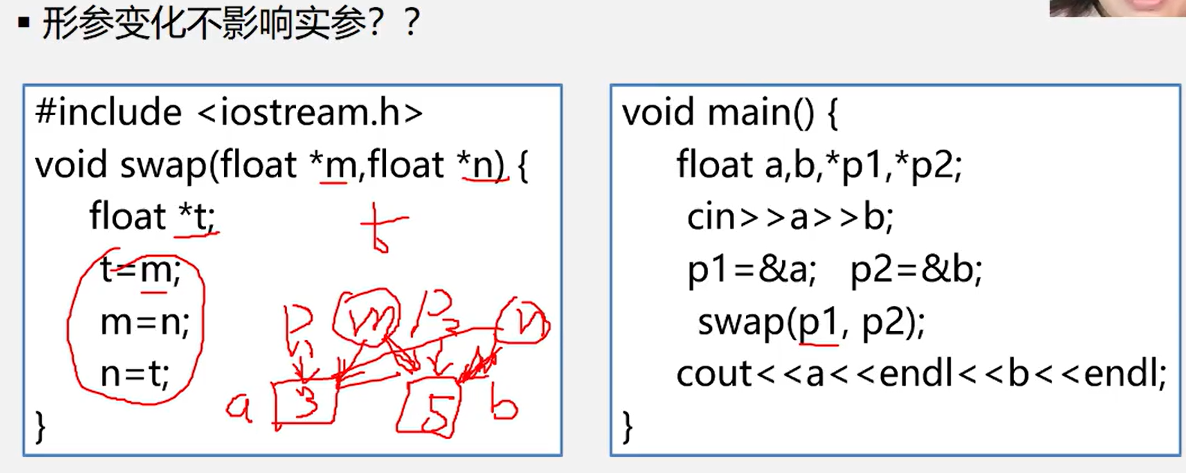 ▪ 形参变化不影响实参？？
#include <iostream.h>
void swap(float *m,float *n) {
float *t;
t=m;
m=n;
n=t;
}
t
p1 m p2 n
a 3 5 b
void main() {
float a,b,*p1,*p2;
cin>>a>>b;
p1=&a; p2=&b;
swap(p1, p2);
cout<<a<<endl<<b<<endl;
}